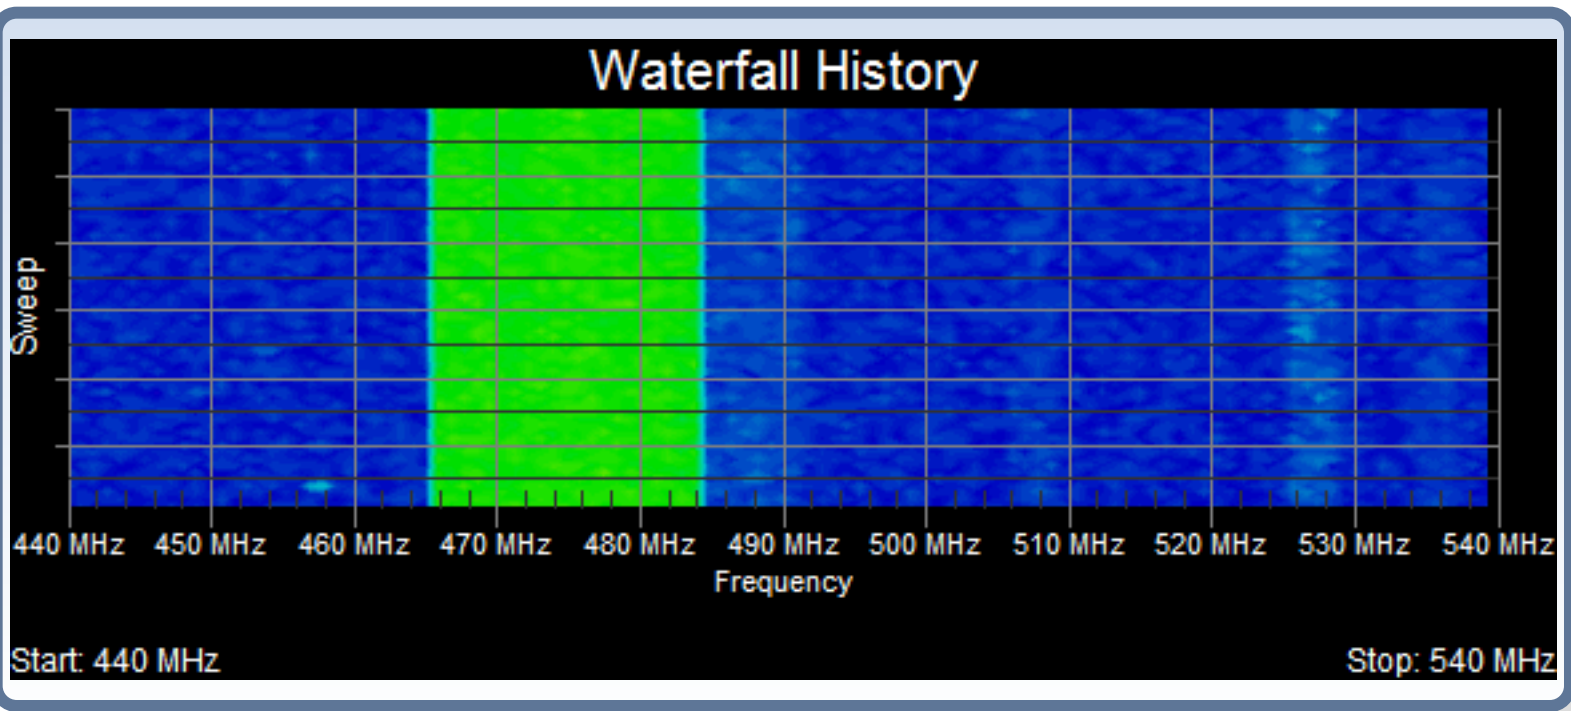 Waterfall History
Sweep
440 MHz 450 MHz 460 MHz 470 MHz 480 MHz 490 MHz 500 MHz 510 MHz 520 MHz 530 MHz 540 MHz
Frequency
Start: 440 MHz Stop: 540 MHz